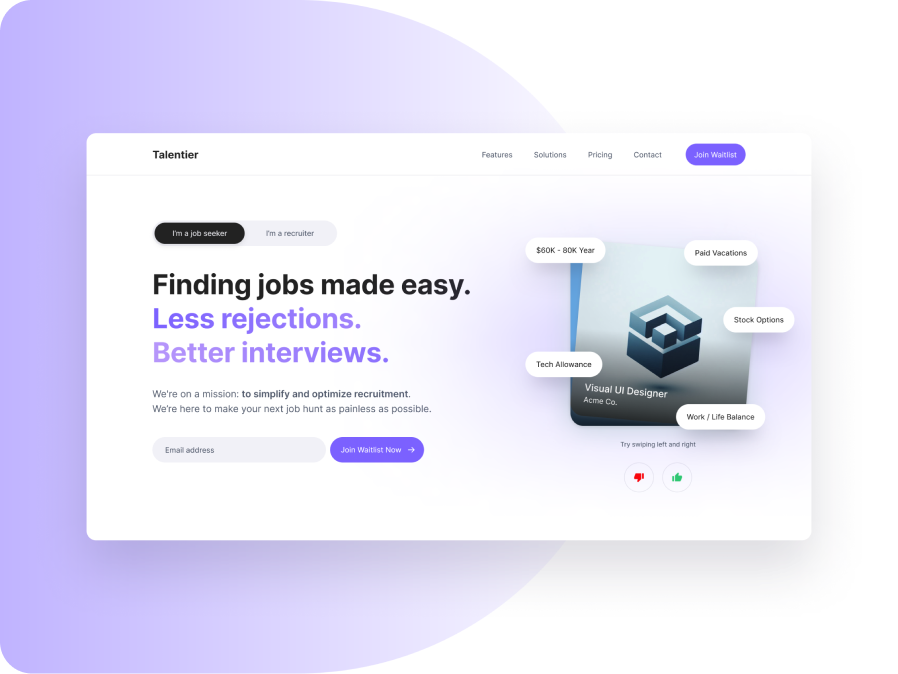 Talentier
Features
Solutions
Pricing
Contact
Join Waitlist
I'm a job seeker
I'm a recruiter
Finding jobs made easy.
Less rejections.
Better interviews.
We're on a mission: to simplify and optimize recruitment.
We're here to make your next job hunt as painless as possible.
Email address
Join Waitlist Now →
$60K - 80K Year
Paid Vacations
Stock Options
Tech Allowance
Visual UI Designer
Acme Co.
Work / Life Balance
Try swiping left and right